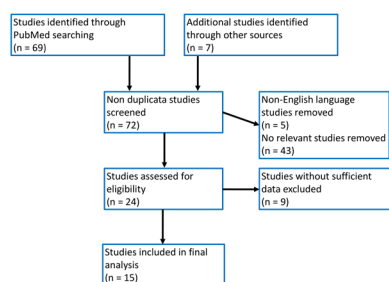 Studies identified through
PubMed searching
(n = 69)
Additional studies identified
through other sources
(n = 7)
Non duplicata studies
screened
(n = 72)
Non-English language
studies removed
(n = 5)
No relevant studies removed
(n = 43)
Studies assessed for
eligibility
(n = 24)
Studies without sufficient
data excluded
(n = 9)
Studies included in final
analysis
(n = 15)